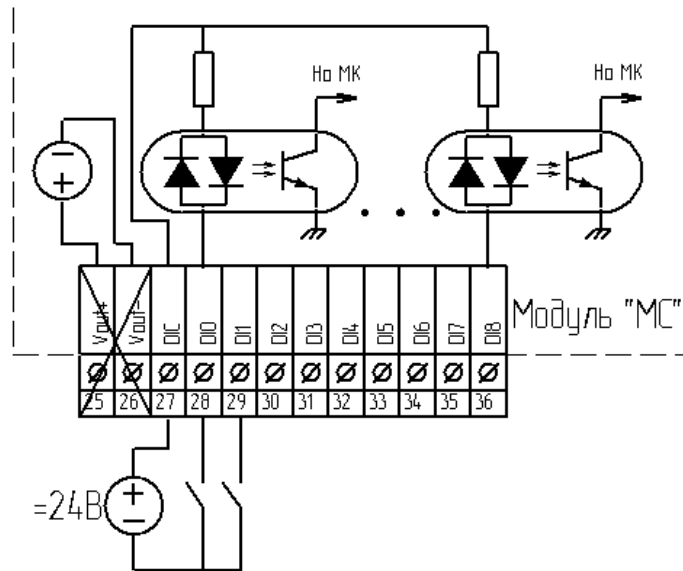 На МК
На МК
−
+
Vout+
Vout−
DIC
DI0
DI1
DI2
DI3
DI4
DI5
DI6
DI7
DI8
Модуль "МС"
25
26
27
28
29
30
31
32
33
34
35
36
=24В
+
−